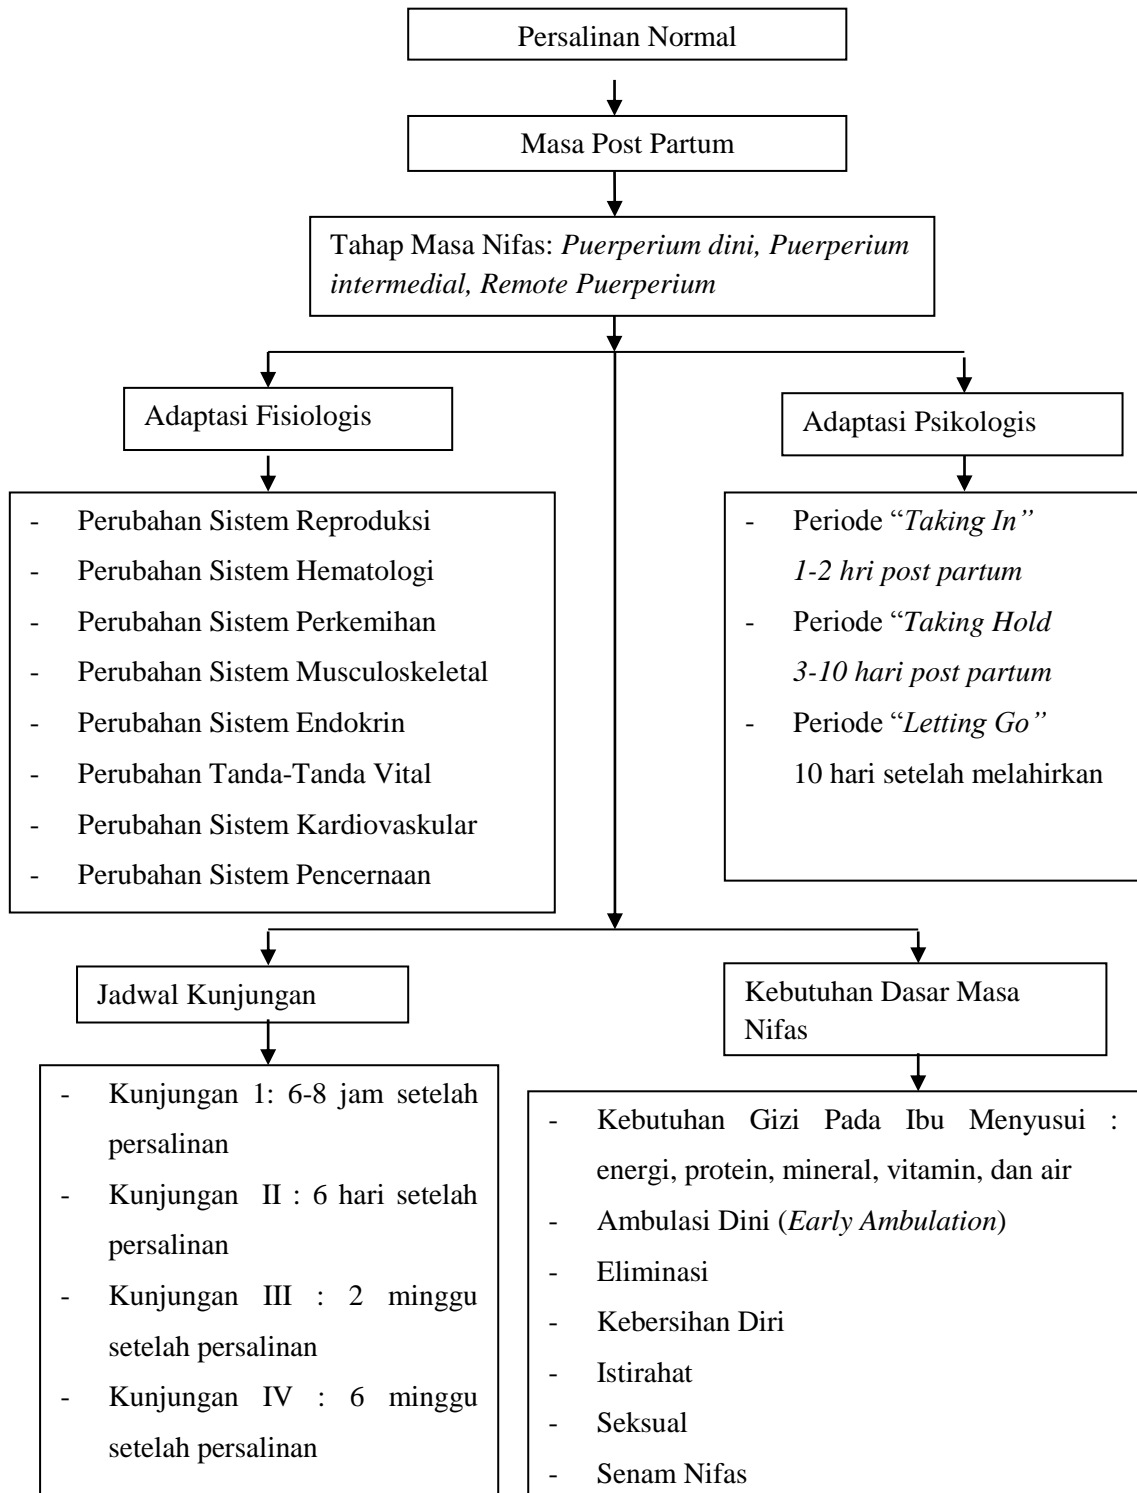 Persalinan Normal
Masa Post Partum
Tahap Masa Nifas: Puerperium dini, Puerperium
intermedial, Remote Puerperium
Adaptasi Fisiologis
- Perubahan Sistem Reproduksi
- Perubahan Sistem Hematologi
- Perubahan Sistem Perkemihan
- Perubahan Sistem Musculoskeletal
- Perubahan Sistem Endokrin
- Perubahan Tanda-Tanda Vital
- Perubahan Sistem Kardiovaskular
- Perubahan Sistem Pencernaan
Adaptasi Psikologis
- Periode “Taking In”
1-2 hri post partum
- Periode “Taking Hold
3-10 hari post partum
- Periode “Letting Go”
10 hari setelah melahirkan
Jadwal Kunjungan
- Kunjungan 1: 6-8 jam setelah
persalinan
- Kunjungan II : 6 hari setelah
persalinan
- Kunjungan III : 2 minggu
setelah persalinan
- Kunjungan IV : 6 minggu
setelah persalinan
Kebutuhan Dasar Masa
Nifas
- Kebutuhan Gizi Pada Ibu Menyusui :
energi, protein, mineral, vitamin, dan air
- Ambulasi Dini (Early Ambulation)
- Eliminasi
- Kebersihan Diri
- Istirahat
- Seksual
- Senam Nifas